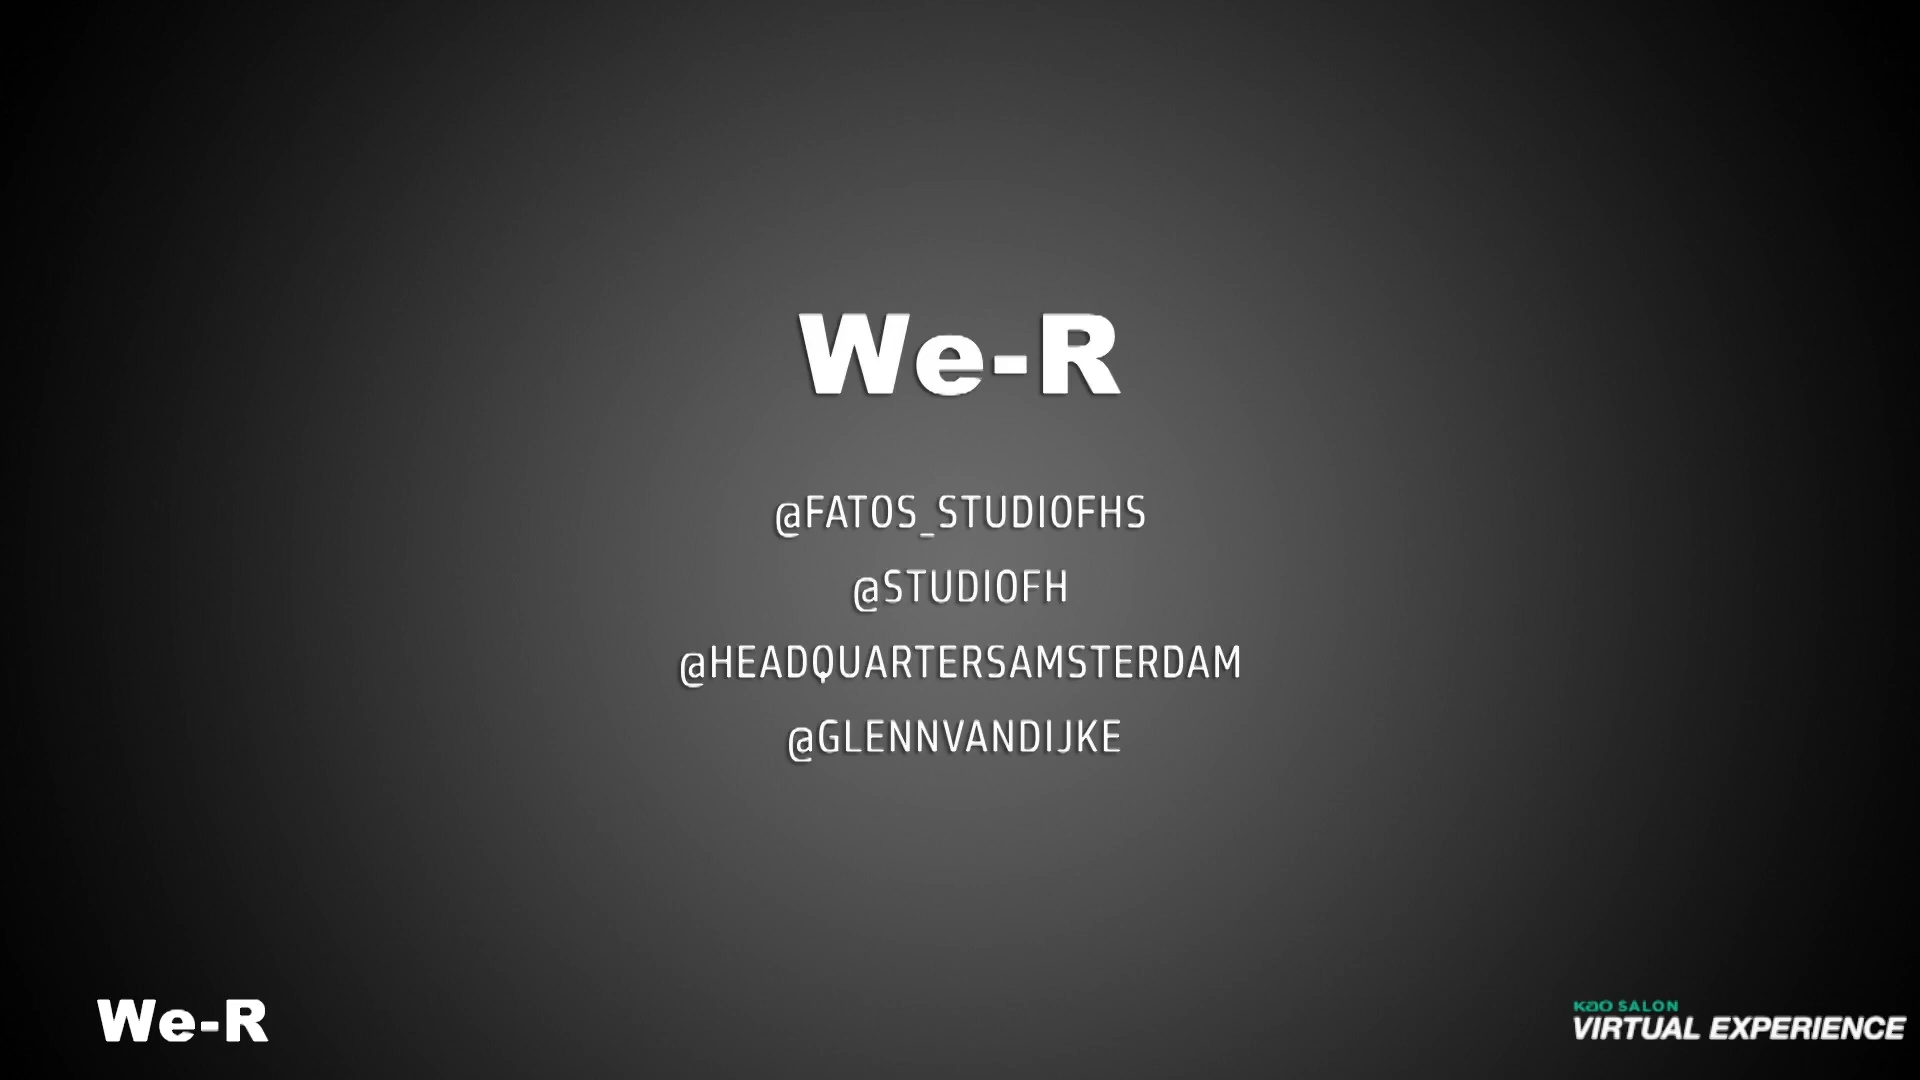 We-R
@FATOS_STUDIOFHS
@STUDIOFH
@HEADQUARTERSAMSTERDAM
@GLENNVANDIJKE
We-R
Kao SALON
VIRTUAL EXPERIENCE